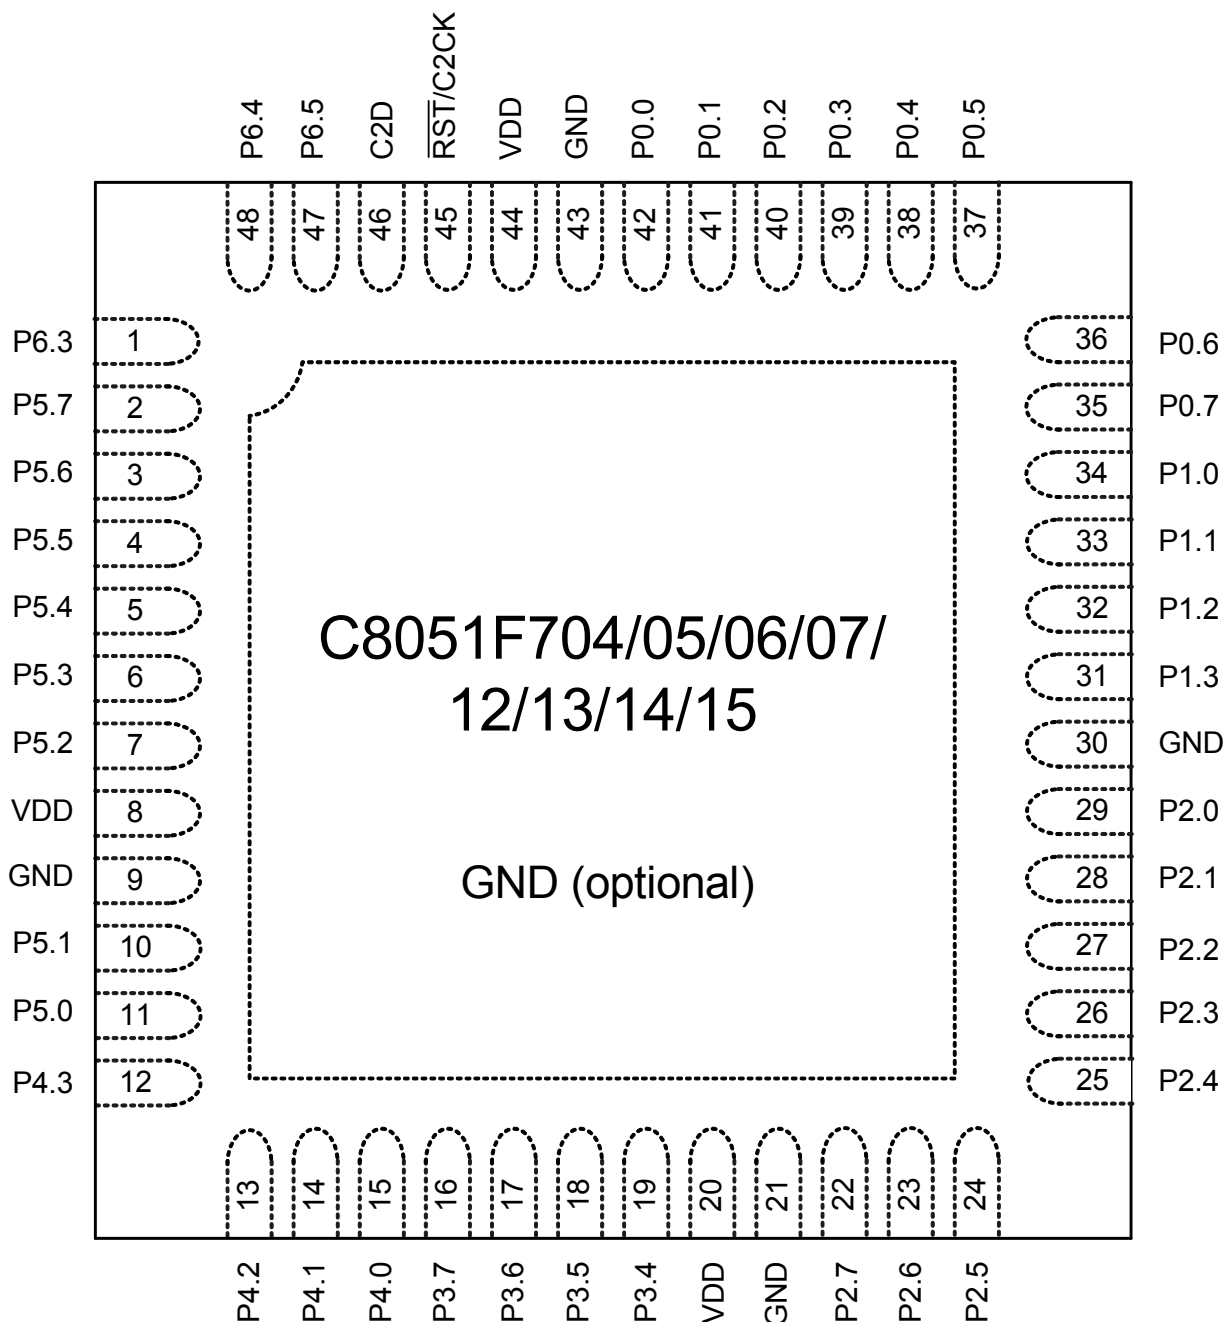 P6.4
P6.5
C2D
RST/C2CK
VDD
GND
P0.0
P0.1
P0.2
P0.3
P0.4
P0.5
48
47
46
45
44
43
42
41
40
39
38
37
P6.3 1
P5.7 2
P5.6 3
P5.5 4
P5.4 5
P5.3 6
P5.2 7
VDD 8
GND 9
P5.1 10
P5.0 11
P4.3 12
C8051F704/05/06/07/
12/13/14/15
GND (optional)
36 P0.6
35 P0.7
34 P1.0
33 P1.1
32 P1.2
31 P1.3
30 GND
29 P2.0
28 P2.1
27 P2.2
26 P2.3
25 P2.4
13
14
15
16
17
18
19
20
21
22
23
24
P4.2
P4.1
P4.0
P3.7
P3.6
P3.5
P3.4
VDD
GND
P2.7
P2.6
P2.5